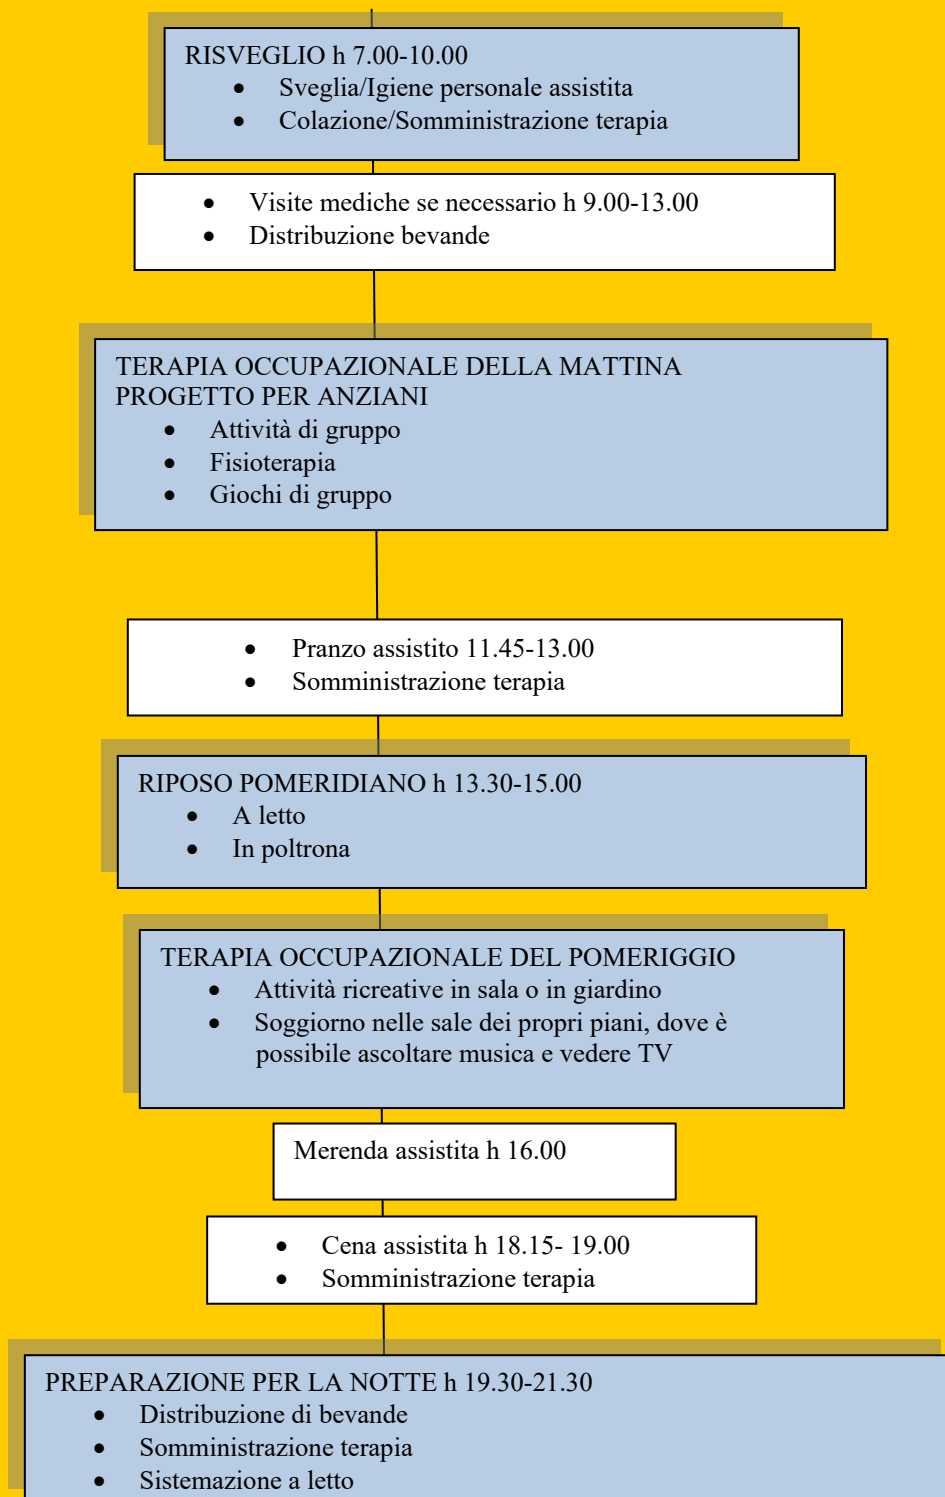 RISVEGLIO h 7.00-10.00
• Sveglia/Igiene personale assistita
• Colazione/Somministrazione terapia
• Visite mediche se necessario h 9.00-13.00
• Distribuzione bevande
TERAPIA OCCUPAZIONALE DELLA MATTINA
PROGETTO PER ANZIANI
• Attività di gruppo
• Fisioterapia
• Giochi di gruppo
• Pranzo assistito 11.45-13.00
• Somministrazione terapia
RIPOSO POMERIDIANO h 13.30-15.00
• A letto
• In poltrona
TERAPIA OCCUPAZIONALE DEL POMERIGGIO
• Attività ricreative in sala o in giardino
• Soggiorno nelle sale dei propri piani, dove è
possibile ascoltare musica e vedere TV
Merenda assistita h 16.00
• Cena assistita h 18.15- 19.00
• Somministrazione terapia
PREPARAZIONE PER LA NOTTE h 19.30-21.30
• Distribuzione di bevande
• Somministrazione terapia
• Sistemazione a letto